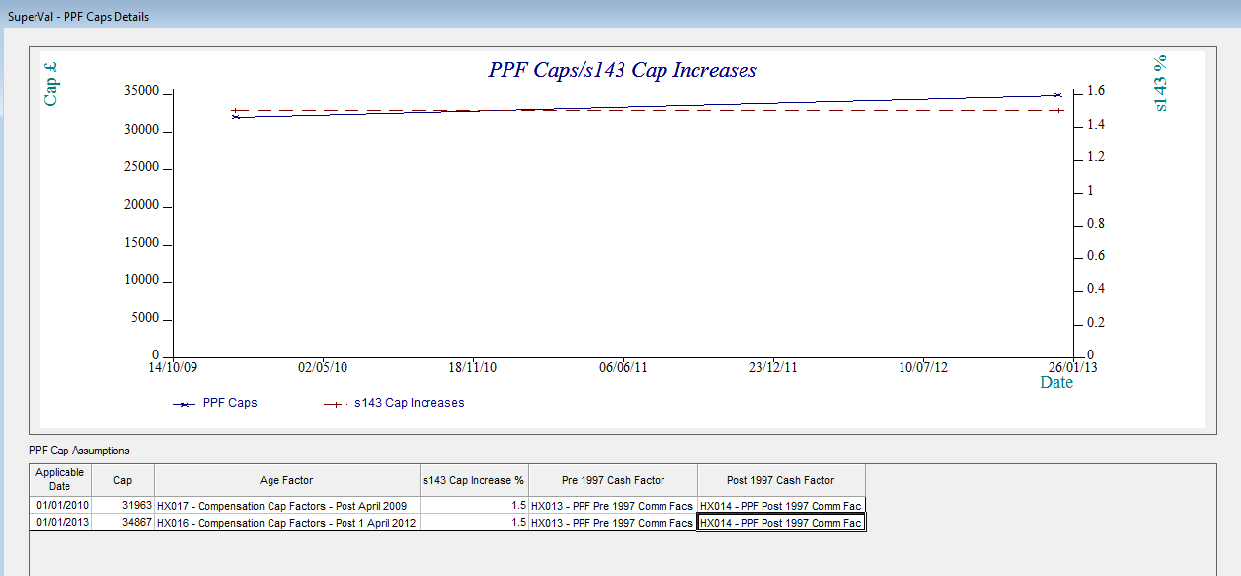 SuperVal - PPF Caps Details
PPF Caps/s143 Cap Increases
Cap £
s143 %
35000
30000
25000
20000
15000
10000
5000
0
1.6
1.4
1.2
1
0.8
0.6
0.4
0.2
0
14/10/09 02/05/10 18/11/10 06/06/11 23/12/11 10/07/12 26/01/13
Date
PPF Caps s143 Cap Increases
PPF Cap Assumptions
Applicable Date Cap Age Factor s143 Cap Increase % Pre 1997 Cash Factor Post 1997 Cash Factor
01/01/2010 31963 HX017 - Compensation Cap Factors - Post April 2009 1.5 HX013 - PPF Pre 1997 Comm Facs HX014 - PPF Post 1997 Comm Fac
01/01/2013 34867 HX016 - Compensation Cap Factors - Post 1 April 2012 1.5 HX013 - PPF Pre 1997 Comm Facs HX014 - PPF Post 1997 Comm Fac